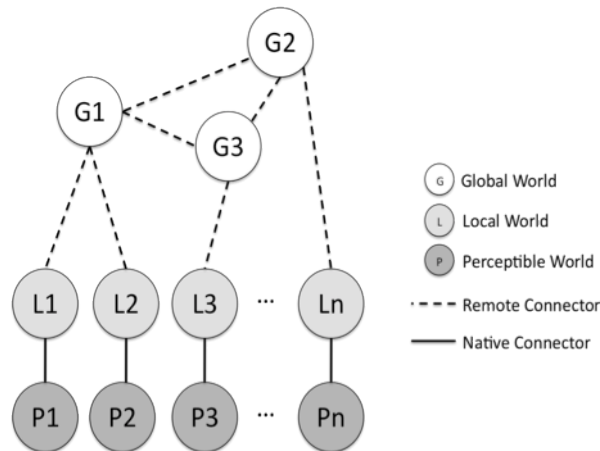 G2
G1
G3
G Global World
L Local World
P Perceptible World
L1 L2 L3 ... Ln
Remote Connector
Native Connector
P1 P2 P3 ... Pn